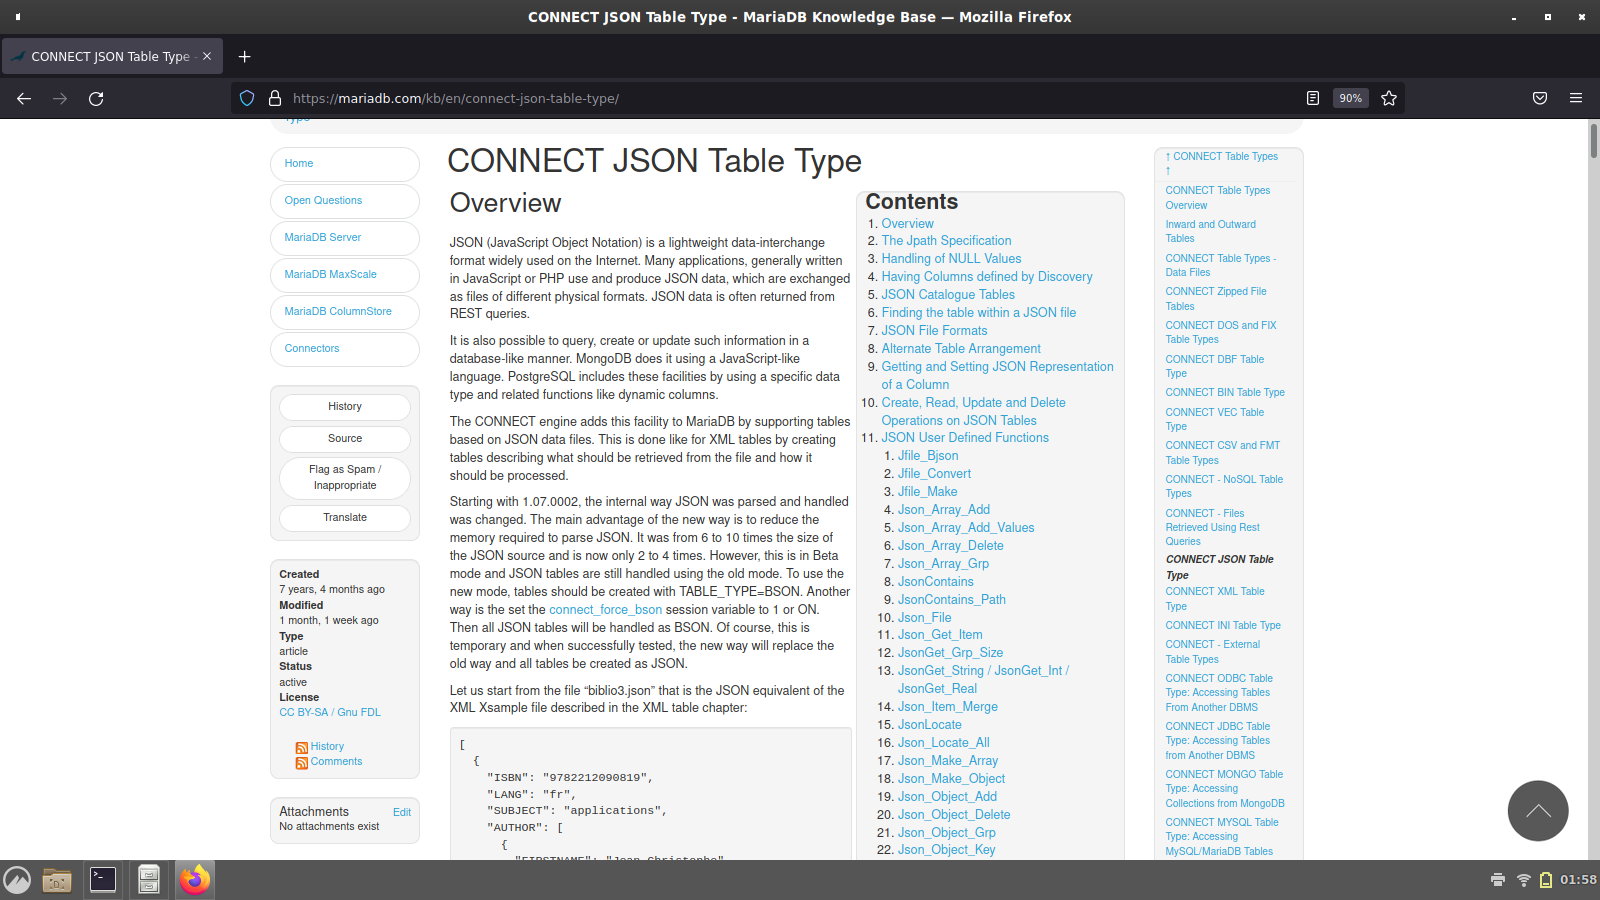 CONNECT JSON Table Type - MariaDB Knowledge Base — Mozilla Firefox
CONNECT JSON Table Type -
https://mariadb.com/kb/en/connect-json-table-type/
90%
Type
Home
Open Questions
MariaDB Server
MariaDB MaxScale
MariaDB ColumnStore
Connectors
History
Source
Flag as Spam /
Inappropriate
Translate
Created
7 years, 4 months ago
Modified
1 month, 1 week ago
Type
article
Status
active
License
CC BY-SA / Gnu FDL
History
Comments
Attachments Edit
No attachments exist
CONNECT JSON Table Type
Overview
JSON (JavaScript Object Notation) is a lightweight data-interchange
format widely used on the Internet. Many applications, generally written
in JavaScript or PHP use and produce JSON data, which are exchanged
as files of different physical formats. JSON data is often returned from
REST queries.
It is also possible to query, create or update such information in a
database-like manner. MongoDB does it using a JavaScript-like
language. PostgreSQL includes these facilities by using a specific data
type and related functions like dynamic columns.
The CONNECT engine adds this facility to MariaDB by supporting tables
based on JSON data files. This is done like for XML tables by creating
tables describing what should be retrieved from the file and how it
should be processed.
Starting with 1.07.0002, the internal way JSON was parsed and handled
was changed. The main advantage of the new way is to reduce the
memory required to parse JSON. It was from 6 to 10 times the size of
the JSON source and is now only 2 to 4 times. However, this is in Beta
mode and JSON tables are still handled using the old mode. To use the
new mode, tables should be created with TABLE_TYPE=BSON. Another
way is the set the connect_force_bson session variable to 1 or ON.
Then all JSON tables will be handled as BSON. Of course, this is
temporary and when successfully tested, the new way will replace the
old way and all tables be created as JSON.
Let us start from the file “biblio3.json” that is the JSON equivalent of the
XML Xsample file described in the XML table chapter:
[
{
"ISBN": "9782212090819",
"LANG": "fr",
"SUBJECT": "applications",
"AUTHOR": [
{
"FIRSTNAME": "Jean-Christophe",
Contents
1. Overview
2. The Jpath Specification
3. Handling of NULL Values
4. Having Columns defined by Discovery
5. JSON Catalogue Tables
6. Finding the table within a JSON file
7. JSON File Formats
8. Alternate Table Arrangement
9. Getting and Setting JSON Representation
of a Column
10. Create, Read, Update and Delete
Operations on JSON Tables
11. JSON User Defined Functions
1. Jfile_Bjson
2. Jfile_Convert
3. Jfile_Make
4. Json_Array_Add
5. Json_Array_Add_Values
6. Json_Array_Delete
7. Json_Array_Grp
8. JsonContains
9. JsonContains_Path
10. Json_File
11. Json_Get_Item
12. JsonGet_Grp_Size
13. JsonGet_String / JsonGet_Int /
JsonGet_Real
14. Json_Item_Merge
15. JsonLocate
16. Json_Locate_All
17. Json_Make_Array
18. Json_Make_Object
19. Json_Object_Add
20. Json_Object_Delete
21. Json_Object_Grp
22. Json_Object_Key
↑ CONNECT Table Types
↑
CONNECT Table Types
Overview
Inward and Outward
Tables
CONNECT Table Types -
Data Files
CONNECT Zipped File
Tables
CONNECT DOS and FIX
Table Types
CONNECT DBF Table
Type
CONNECT BIN Table Type
CONNECT VEC Table
Type
CONNECT CSV and FMT
Table Types
CONNECT - NoSQL Table
Types
CONNECT - Files
Retrieved Using Rest
Queries
CONNECT JSON Table
Type
CONNECT XML Table
Type
CONNECT INI Table Type
CONNECT - External
Table Types
CONNECT ODBC Table
Type: Accessing Tables
From Another DBMS
CONNECT JDBC Table
Type: Accessing Tables
from Another DBMS
CONNECT MONGO Table
Type: Accessing
Collections from MongoDB
CONNECT MYSQL Table
Type: Accessing
MySQL/MariaDB Tables
01:58